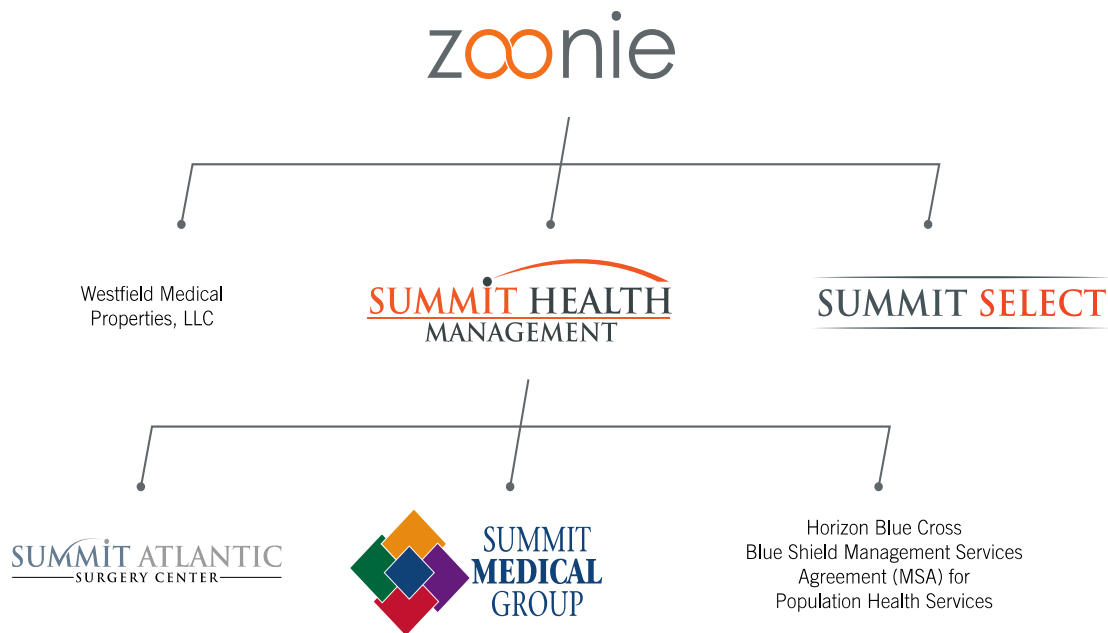 zoonie
Westfield Medical
Properties, LLC
SUMMIT HEALTH
MANAGEMENT
SUMMIT SELECT
SUMMIT ATLANTIC
SURGERY CENTER
SUMMIT
MEDICAL
GROUP
Horizon Blue Cross
Blue Shield Management Services
Agreement (MSA) for
Population Health Services